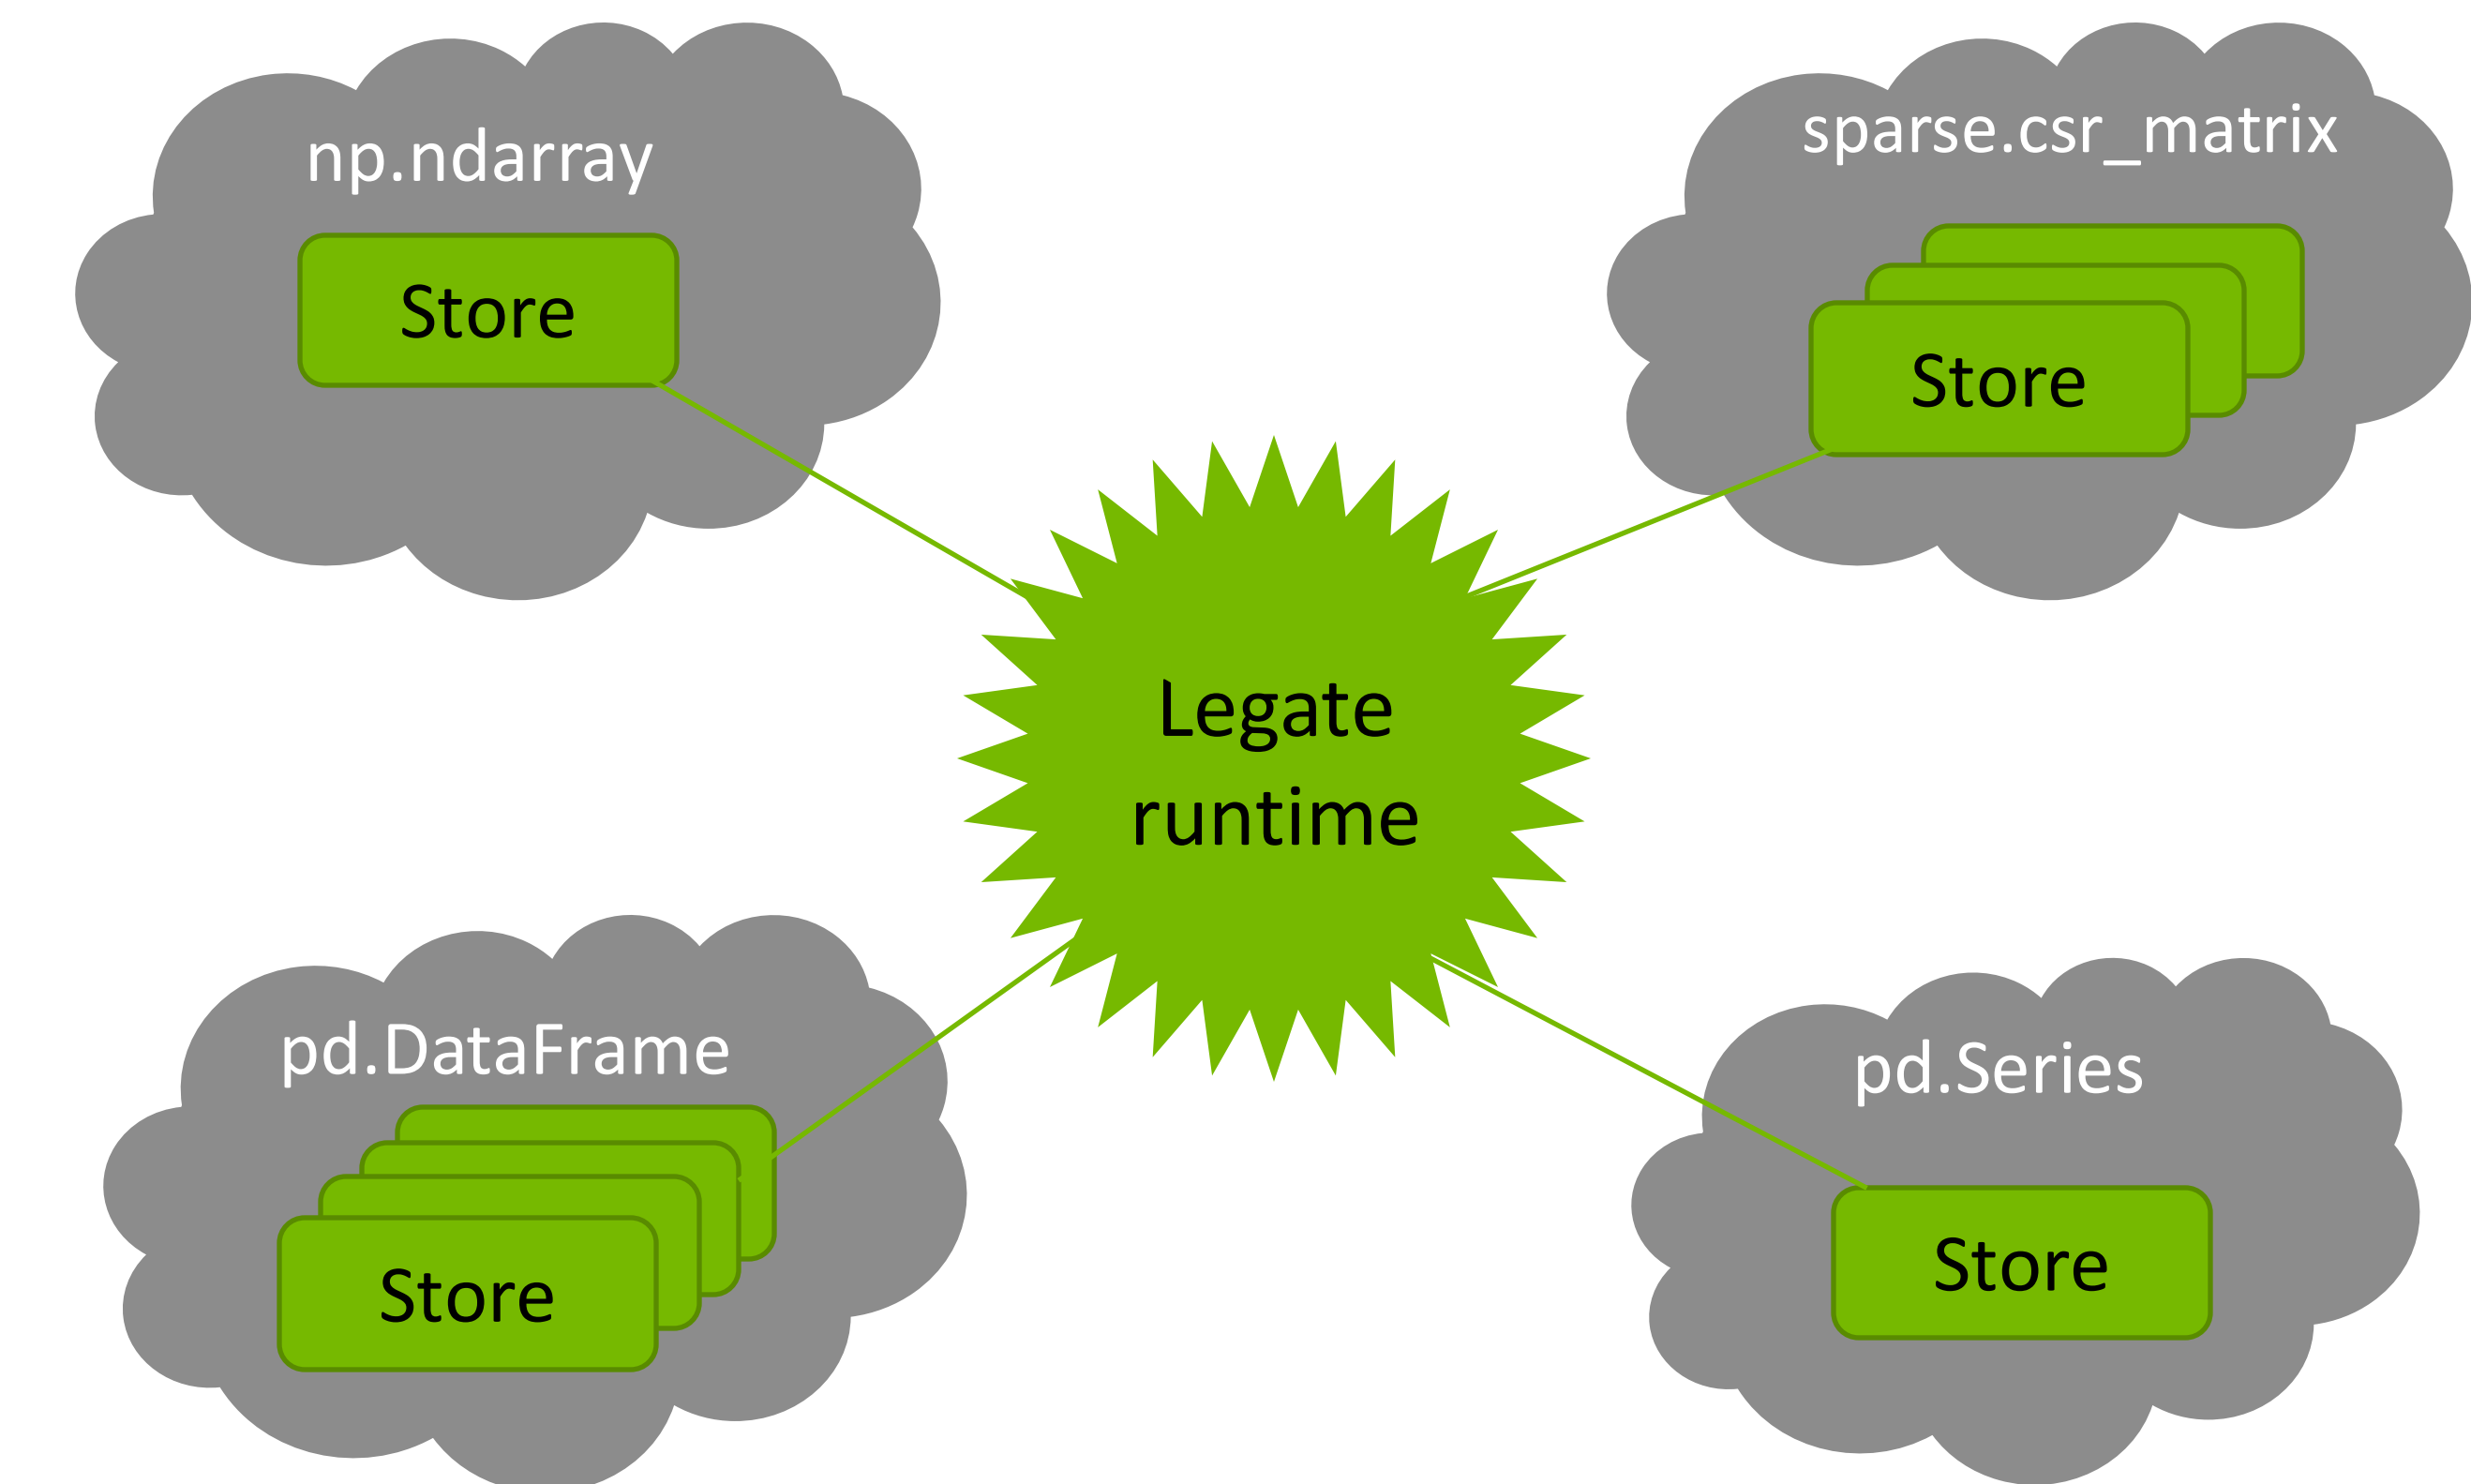 np.ndarray
Store
sparse.csr_matrix
Store
Legate
runtime
pd.DataFrame
Store
pd.Series
Store